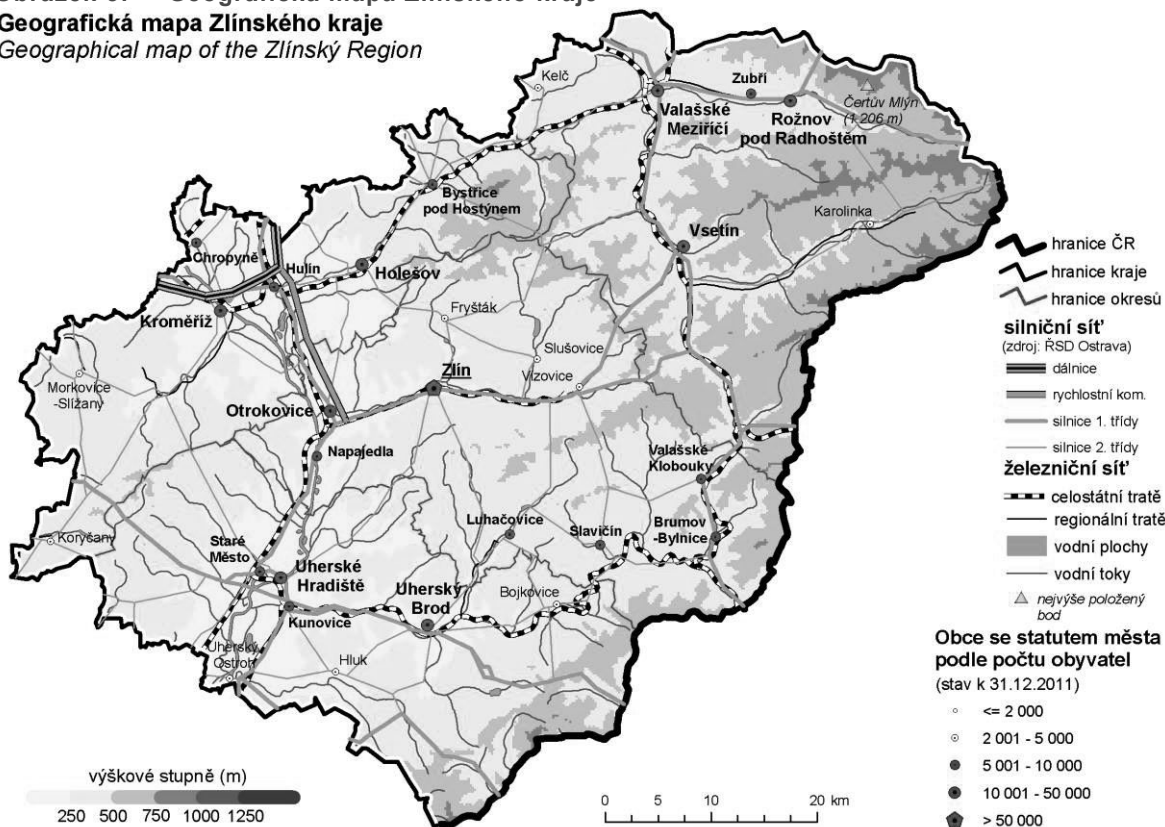 Geografická mapa Zlínského kraje
Geographical map of the Zlínský Region
Kelč
Zubří
Valašské
Meziříčí
Rožnov
pod Radhoštěm
Čertův Mlýn
(1 206 m)
Bystřice
pod Hostýnem
Karolinka
Vsetín
Chropyně
Hulín
Holešov
Kroměříž
Fryšták
Slušovice
Vizovice
Zlín
Morkovice
-Slížany
Otrokovice
Napajedla
Valašské
Klobouky
Luhačovice
Slavičín
Brumov
-Bylnice
Koryčany
Staré
Město
Uherské
Hradiště
Uherský
Brod
Bojkovice
Kunovice
Uherský
Ostroh
Hluk
hranice ČR
hranice kraje
hranice okresů
silniční síť
(zdroj: ŘSD Ostrava)
dálnice
rychlostní kom.
silnice 1. třídy
silnice 2. třídy
železniční síť
celostátní tratě
regionální tratě
vodní plochy
vodní toky
nejvýše položený
bod
Obce se statutem města
podle počtu obyvatel
(stav k 31.12.2011)
<= 2 000
2 001 - 5 000
5 001 - 10 000
10 001 - 50 000
> 50 000
výškové stupně (m)
250 500 750 1000 1250
0 5 10 20 km